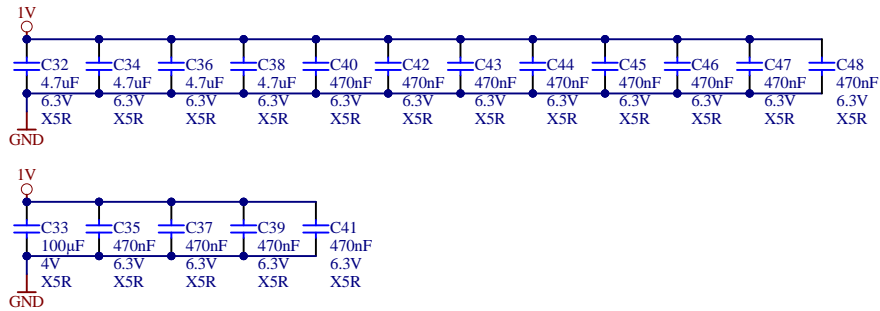 1V
C32 C34 C36 C38 C40 C42 C43 C44 C45 C46 C47 C48
4.7uF 4.7uF 4.7uF 4.7uF 470nF 470nF 470nF 470nF 470nF 470nF 470nF 470nF
6.3V 6.3V 6.3V 6.3V 6.3V 6.3V 6.3V 6.3V 6.3V 6.3V 6.3V 6.3V
X5R X5R X5R X5R X5R X5R X5R X5R X5R X5R X5R X5R
GND
1V
C33 C35 C37 C39 C41
100µF 470nF 470nF 470nF 470nF
4V 6.3V 6.3V 6.3V 6.3V
X5R X5R X5R X5R X5R
GND